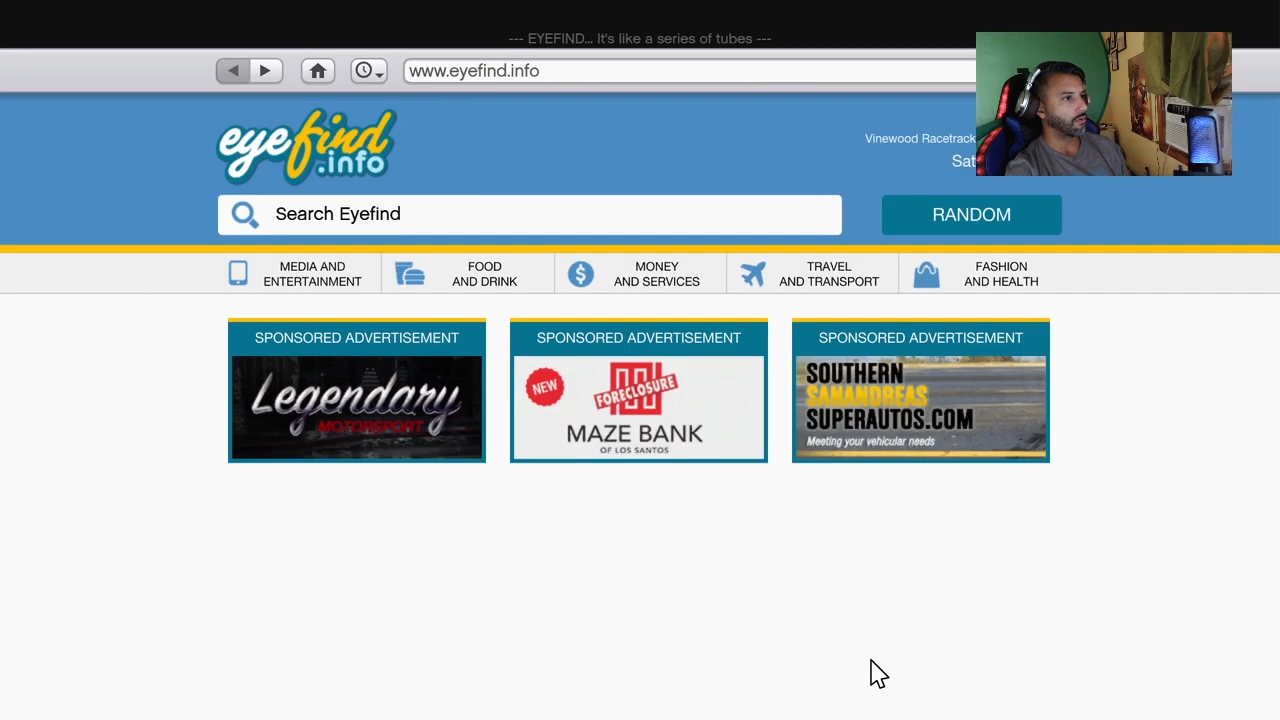 --- EYEFIND... It's like a series of tubes ---
www.eyefind.info
eyefind
.info
Vinewood Racetrack
Sat
Search Eyefind
RANDOM
MEDIA AND
ENTERTAINMENT
FOOD
AND DRINK
MONEY
AND SERVICES
TRAVEL
AND TRANSPORT
FASHION
AND HEALTH
SPONSORED ADVERTISEMENT
Legendary
MOTORSPORT
SPONSORED ADVERTISEMENT
NEW
FORECLOSURE
MAZE BANK
OF LOS SANTOS
SPONSORED ADVERTISEMENT
SOUTHERN
SANANDREAS
SUPERAUTOS.COM
Meeting your vehicular needs